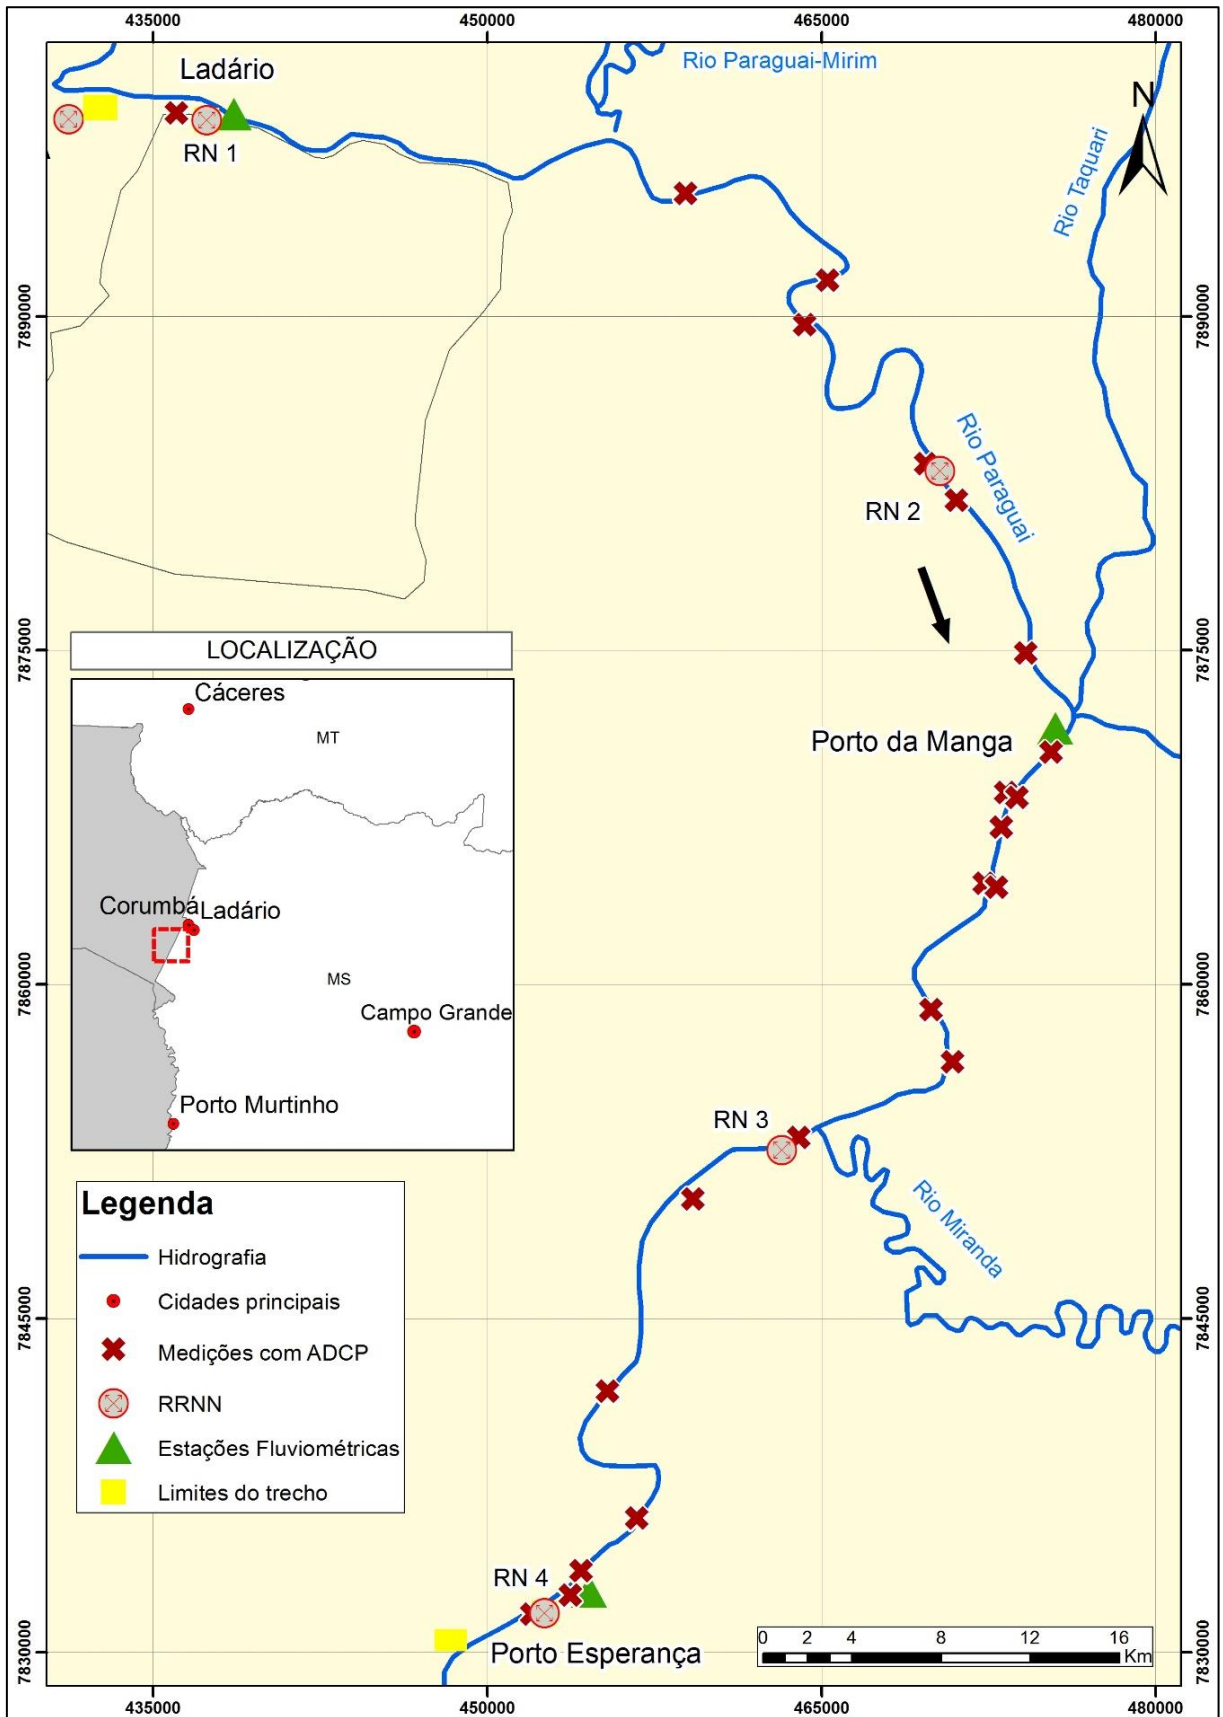 435000 450000 465000 480000
Ladário
Rio Paraguai-Mirim
N
RN 1
Rio Taquari
7890000 7890000
Rio Paraguai
RN 2
7875000 7875000
LOCALIZAÇÃO
Cáceres
MT
Porto da Manga
Corumbá Ladário
MS
Campo Grande
7860000 7860000
Porto Murtinho
RN 3
Rio Miranda
Legenda
Hidrografia
Cidades principais
Medições com ADCP
RRNN
Estações Fluviométricas
Limites do trecho
7845000 7845000
RN 4
Porto Esperança
0 2 4 8 12 16
Km
7830000 7830000
435000 450000 465000 480000